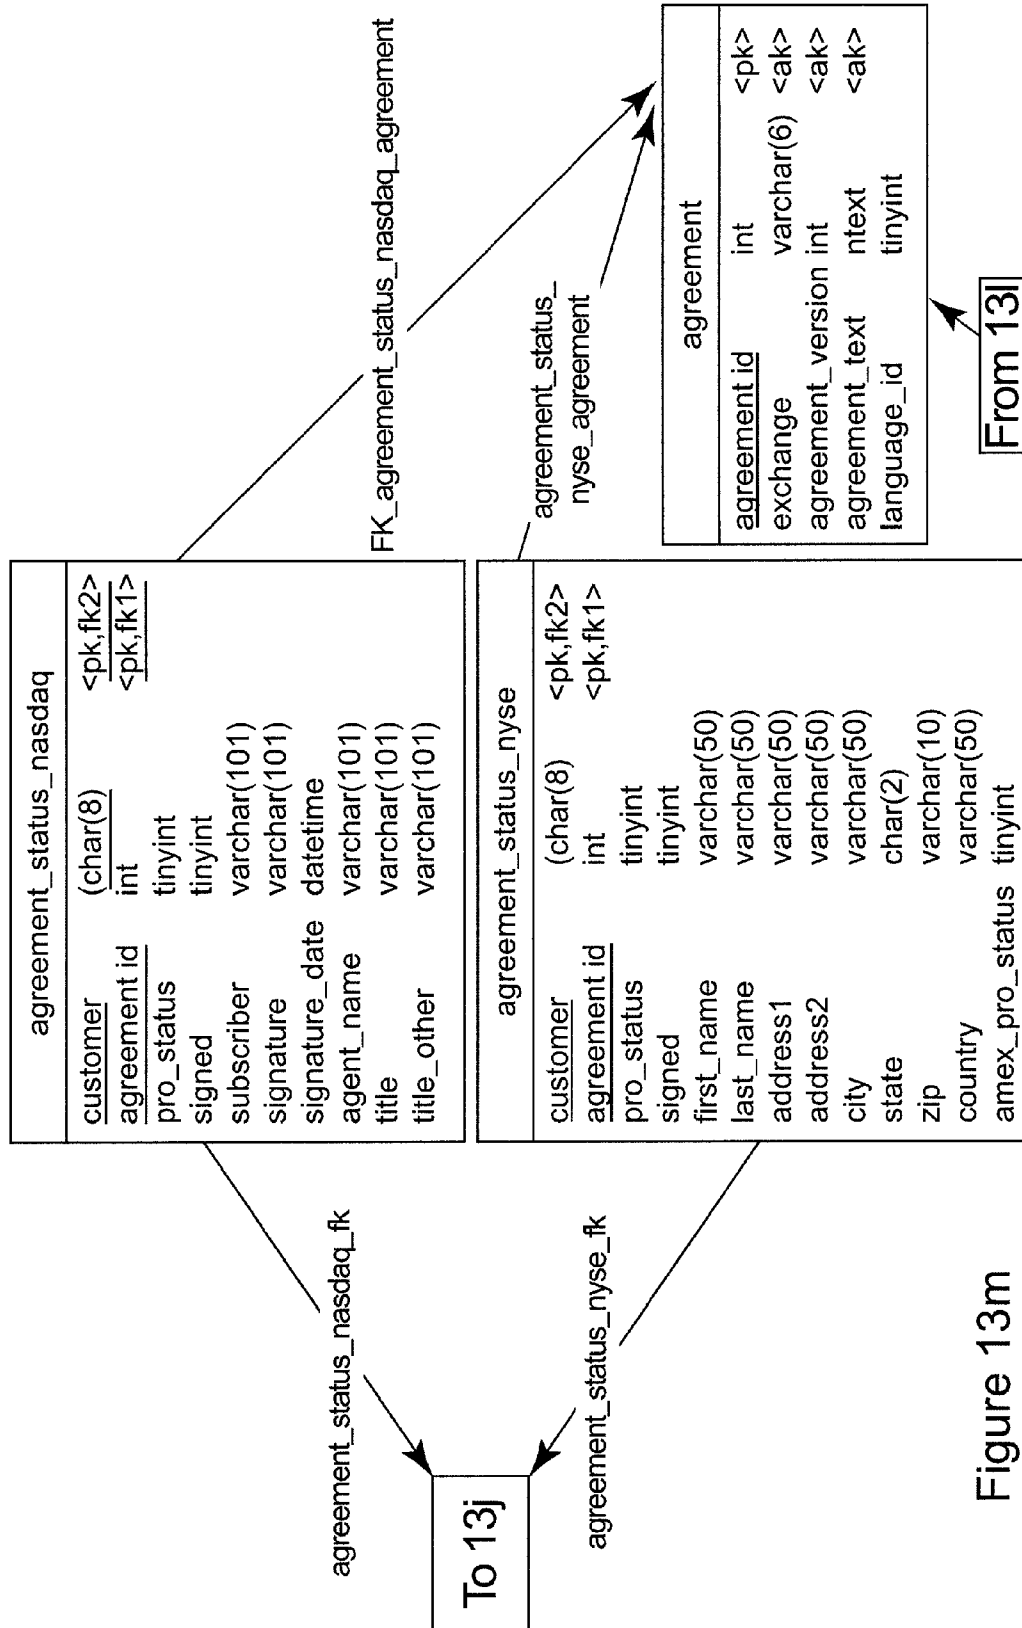 agreement_status_nasdaq
customer (char(8) <pk,fk2>
agreement id int <pk,fk1>
pro_status tinyint
signed tinyint
subscriber varchar(101)
signature varchar(101)
signature_date datetime
agent_name varchar(101)
title varchar(101)
title_other varchar(101)
agreement_status_nasdaq_fk
FK_agreement_status_nasdaq_agreement
To 13j
agreement_status_nyse
customer (char(8) <pk,fk2>
agreement id int <pk,fk1>
pro_status tinyint
signed tinyint
first_name varchar(50)
last_name varchar(50)
address1 varchar(50)
address2 varchar(50)
city varchar(50)
state char(2)
zip varchar(10)
country varchar(50)
amex_pro_status tinyint
agreement_status_nyse_fk
agreement_status_
nyse_agreement
agreement
agreement id int <pk>
exchange varchar(6) <ak>
agreement_version int <ak>
agreement_text ntext <ak>
language_id tinyint
From 13l
Figure 13m